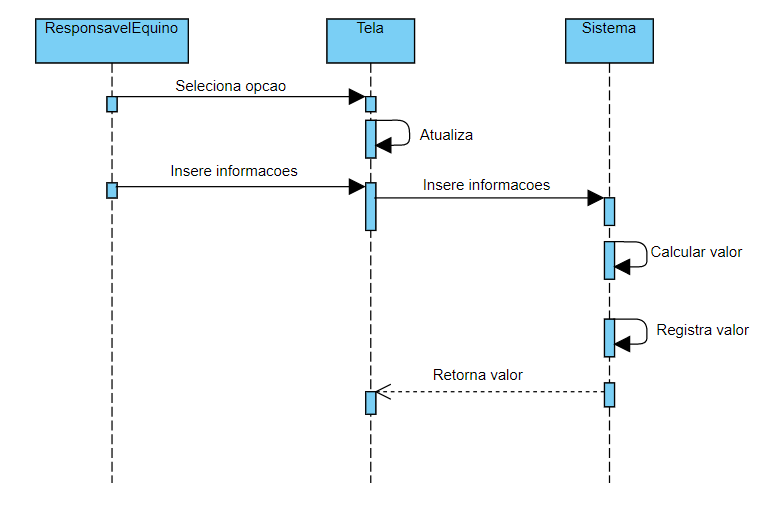 ResponsavelEquino
Tela
Sistema
Seleciona opcao
Atualiza
Insere informacoes
Insere informacoes
Calcular valor
Registra valor
Retorna valor